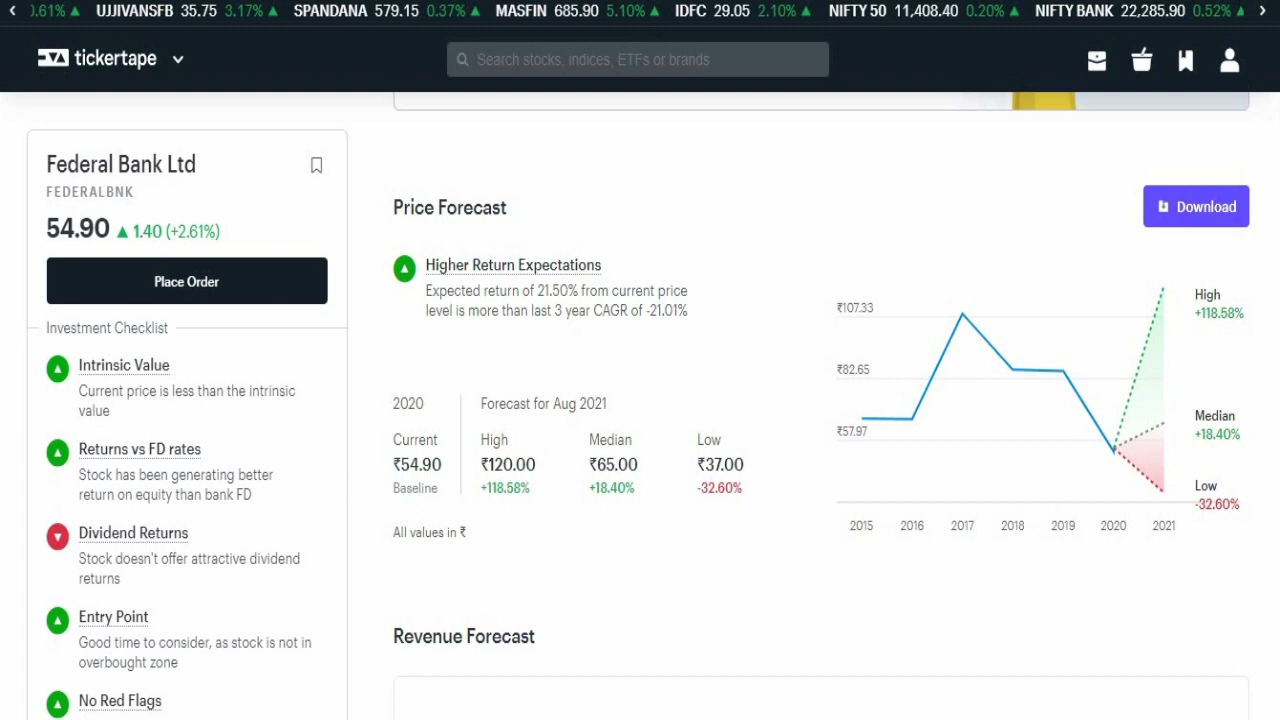 0.61% ▲ UJJIVANSFB 35.75 3.17% ▲ SPANDANA 579.15 0.37% ▲ MASFIN 685.90 5.10% ▲ IDFC 29.05 2.10% ▲ NIFTY 50 11,408.40 0.20% ▲ NIFTY BANK 22,285.90 0.52% ▲
tickertape
Search stocks, indices, ETFs or brands
Federal Bank Ltd
FEDERALBNK
54.90 ▲ 1.40 (+2.61%)
Place Order
Investment Checklist
Intrinsic Value
Current price is less than the intrinsic
value
Returns vs FD rates
Stock has been generating better
return on equity than bank FD
Dividend Returns
Stock doesn't offer attractive dividend
returns
Entry Point
Good time to consider, as stock is not in
overbought zone
No Red Flags
Price Forecast
Download
Higher Return Expectations
Expected return of 21.50% from current price
level is more than last 3 year CAGR of -21.01%
2020 Forecast for Aug 2021
Current High Median Low
₹54.90 ₹120.00 ₹65.00 ₹37.00
Baseline +118.58% +18.40% -32.60%
All values in ₹
₹107.33
₹82.65
₹57.97
High
+118.58%
Median
+18.40%
Low
-32.60%
2015 2016 2017 2018 2019 2020 2021
Revenue Forecast